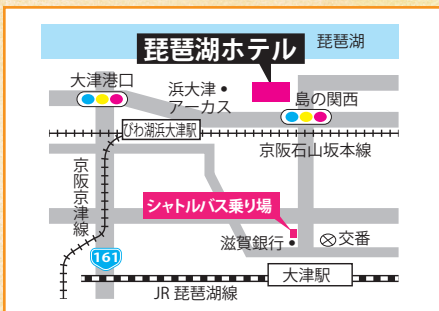 琵琶湖
琵琶湖ホテル
大津港口
浜大津・
アーカス
島の関西
びわ湖浜大津駅
京阪石山坂本線
京阪京津線
シャトルバス乗り場
滋賀銀行
交番
161
大津駅
JR 琵琶湖線